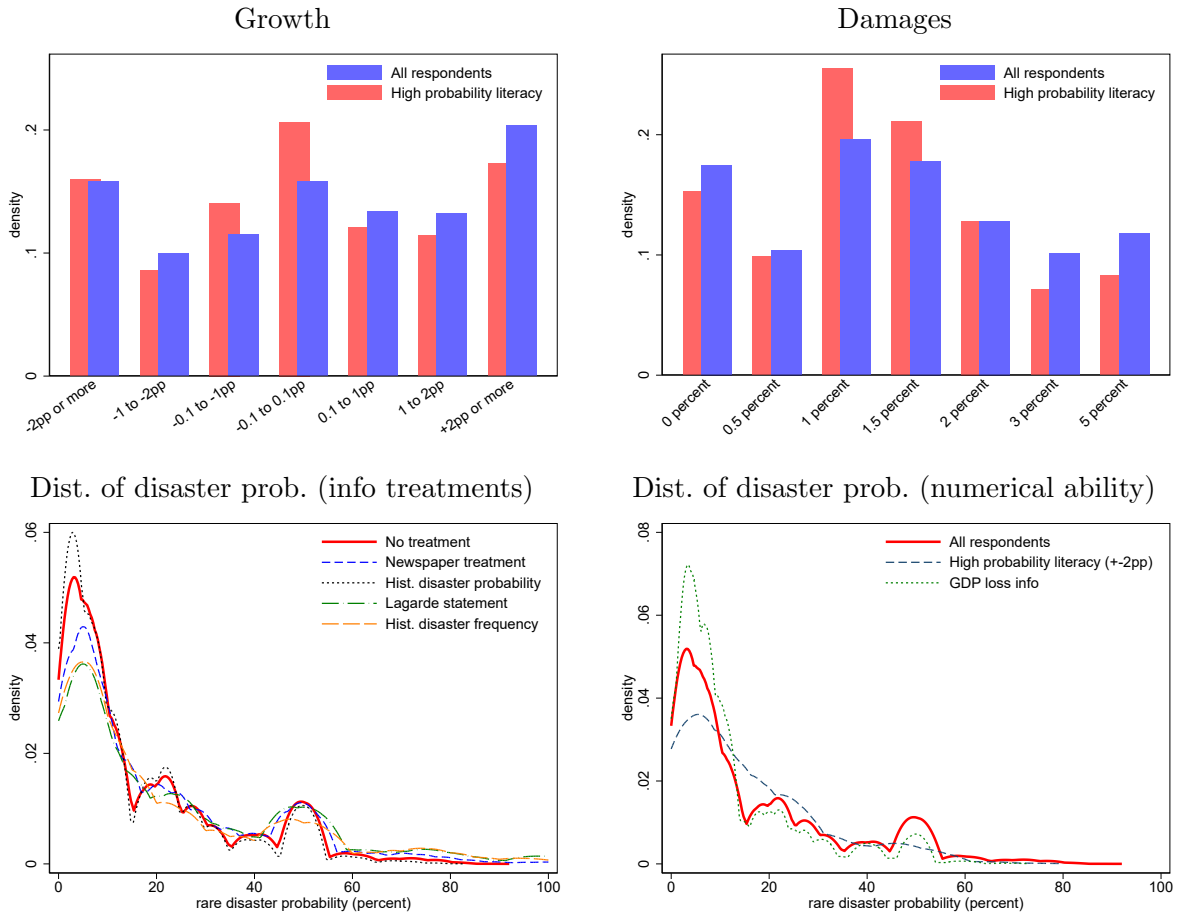 Growth
All respondents
High probability literacy
.2
.1
0
density
-2pp or more
-1 to -2pp
-0.1 to -1pp
-0.1 to 0.1pp
0.1 to 1pp
1 to 2pp
+2pp or more
Damages
All respondents
High probability literacy
.2
.1
0
density
0 percent
0.5 percent
1 percent
1.5 percent
2 percent
3 percent
5 percent
Dist. of disaster prob. (info treatments)
No treatment
Newspaper treatment
Hist. disaster probability
Lagarde statement
Hist. disaster frequency
.06
.04
.02
0
density
0 20 40 60 80 100
rare disaster probability (percent)
Dist. of disaster prob. (numerical ability)
All respondents
High probability literacy (+-2pp)
GDP loss info
.08
.06
.04
.02
0
density
0 20 40 60 80 100
rare disaster probability (percent)